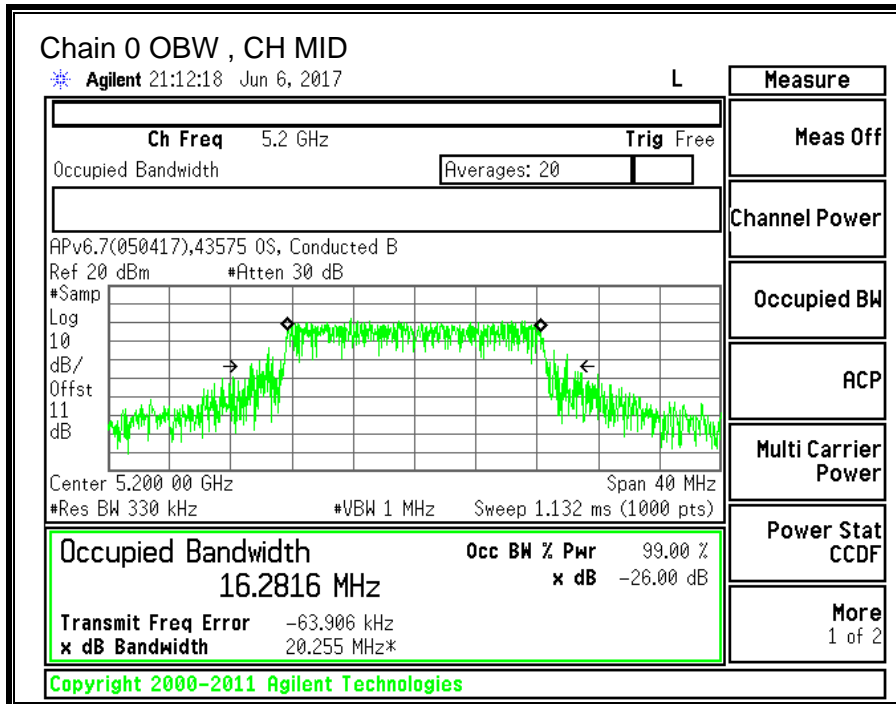 Chain 0 OBW , CH MID
Agilent 21:12:18 Jun 6, 2017 L
Measure
Ch Freq 5.2 GHz Trig Free
Meas Off
Occupied Bandwidth Averages: 20
Channel Power
APv6.7(050417),43575 OS, Conducted B
Ref 20 dBm #Atten 30 dB
#Samp
Log
10
dB/
Offst
11
dB
Occupied BW
ACP
Multi Carrier
Power
Center 5.200 00 GHz Span 40 MHz
#Res BW 330 kHz #VBW 1 MHz Sweep 1.132 ms (1000 pts)
Power Stat
CCDF
Occupied Bandwidth Occ BW % Pwr 99.00 %
16.2816 MHz x dB -26.00 dB
Transmit Freq Error -63.906 kHz
x dB Bandwidth 20.255 MHz*
More
1 of 2
Copyright 2000-2011 Agilent Technologies